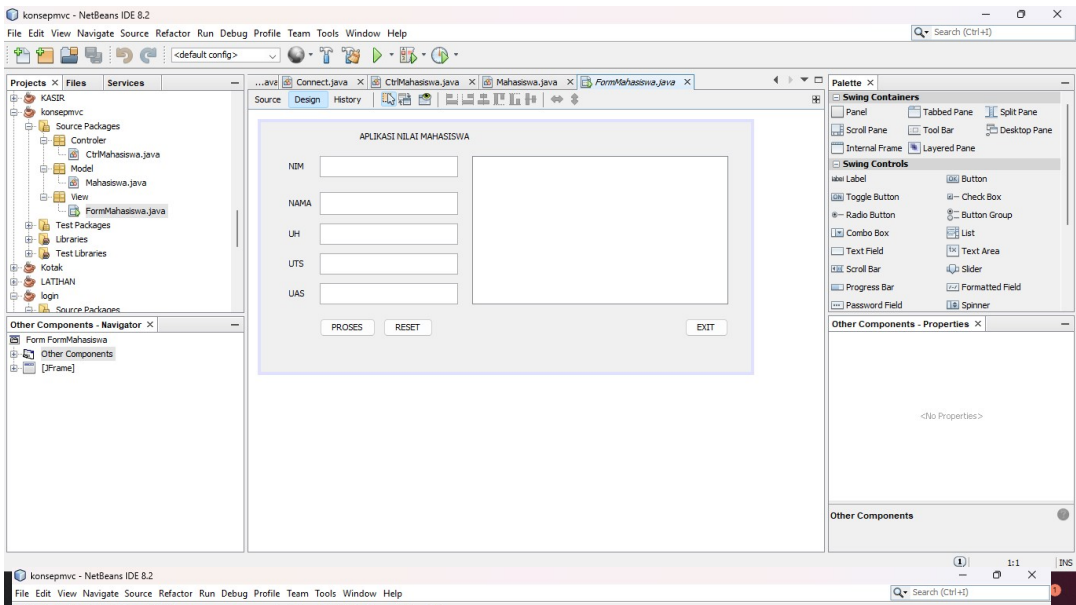 konsepmvc - NetBeans IDE 8.2
File Edit View Navigate Source Refactor Run Debug Profile Team Tools Window Help
Search (Ctrl+I)
<default config>
Projects Files Services
KASIR
konsepmvc
Source Packages
Controler
CtrlMahasiswa.java
Model
Mahasiswa.java
View
FormMahasiswa.java
Test Packages
Libraries
Test Libraries
Kotak
LATIHAN
login
Source Packages
Other Components - Navigator
Form FormMahasiswa
Other Components
[JFrame]
...ava Connect.java CtrlMahasiswa.java Mahasiswa.java FormMahasiswa.java
Source Design History
APLIKASI NILAI MAHASISWA
NIM
NAMA
UH
UTS
UAS
PROSES RESET EXIT
Palette
Swing Containers
Panel Tabbed Pane Split Pane
Scroll Pane Tool Bar Desktop Pane
Internal Frame Layered Pane
Swing Controls
label Label OK Button
ON Toggle Button Check Box
Radio Button Button Group
Combo Box List
Text Field Text Area
Scroll Bar Slider
Progress Bar Formatted Field
Password Field Spinner
Other Components - Properties
<No Properties>
Other Components
1 1:1 INS
konsepmvc - NetBeans IDE 8.2
File Edit View Navigate Source Refactor Run Debug Profile Team Tools Window Help
Search (Ctrl+I)
1